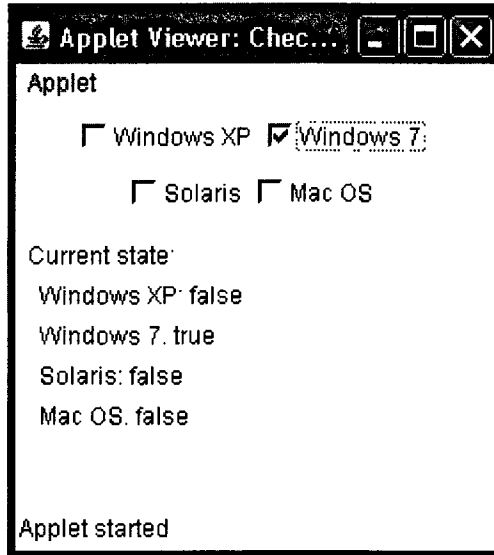 Applet Viewer: Chec...
Applet
Windows XP Windows 7
Solaris Mac OS
Current state:
Windows XP: false
Windows 7. true
Solaris: false
Mac OS. false
Applet started